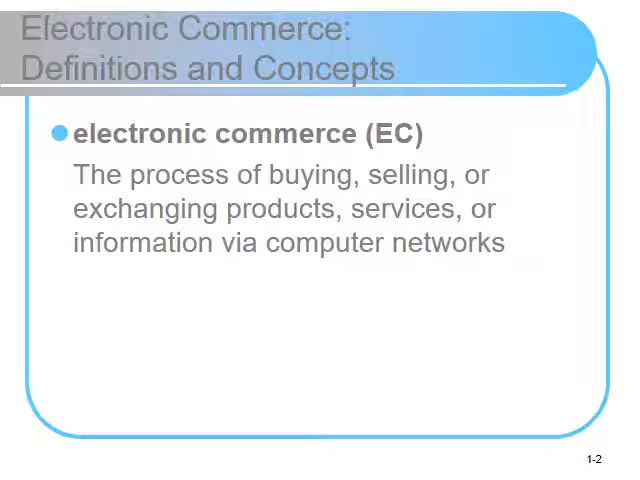 Electronic Commerce:
Definitions and Concepts
electronic commerce (EC)
The process of buying, selling, or
exchanging products, services, or
information via computer networks
1-2